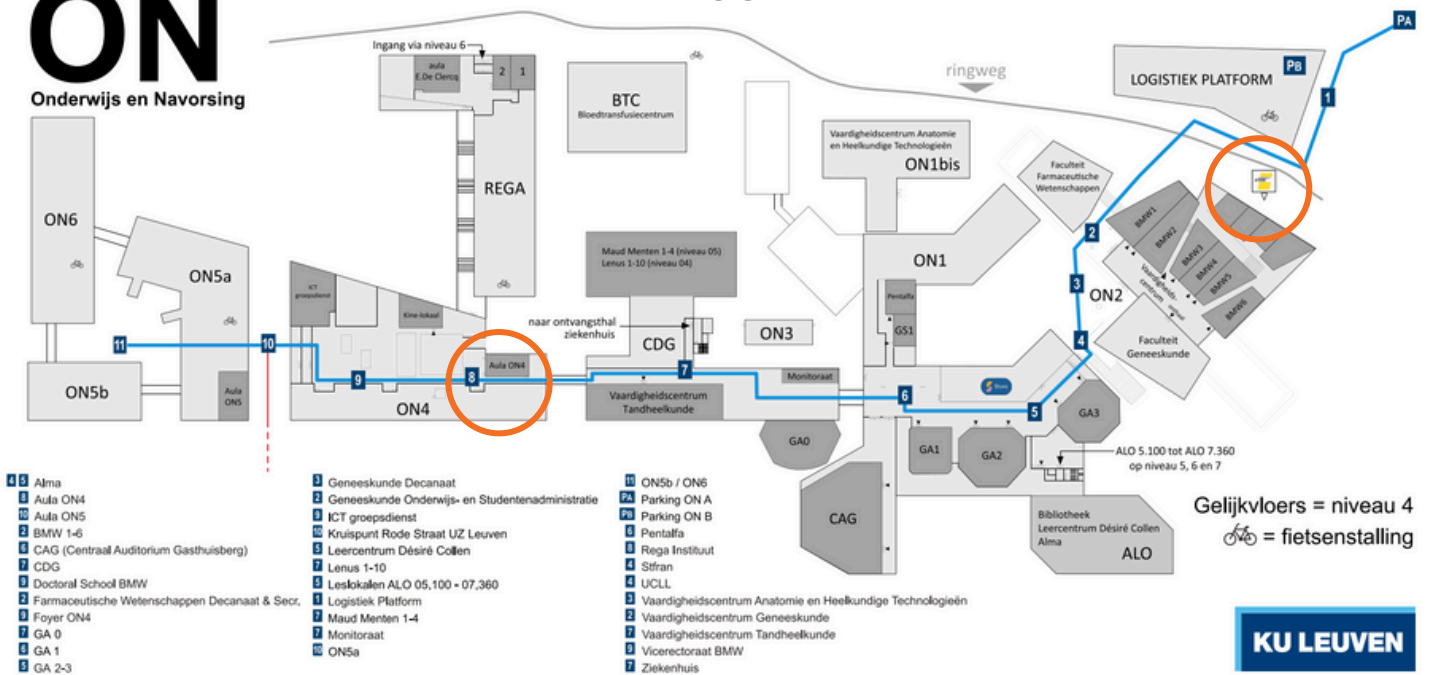 ON
Onderwijs en Navorsing
Ingang via niveau 6
aula
E.De Clercq
2
1
BTC
Bloedtransfusiecentrum
REGA
ringweg
LOGISTIEK PLATFORM
PB
PA
1
Vaardigheidscentrum Anatomie
en Heelkundige Technologieën
ON1bis
Faculteit
Farmaceutische
Wetenschappen
BMW1
BMW2
BMW3
BMW4
BMW5
BMW6
Vaardigheids-
centrum
2
ON6
ON5a
ON1
ON2
3
Maud Menten 1-4 (niveau 05)
Lenus 1-10 (niveau 04)
ICT
groepsdienst
Kine-lokaal
Pentalfa
GS1
naar ontvangsthal
ziekenhuis
CDG
ON3
4
Faculteit
Geneeskunde
11
10
9
8
Aula ON4
7
Monitoraat
6
5
ON5b
Aula
ON5
ON4
Vaardigheidscentrum
Tandheelkunde
GA0
GA1
GA2
GA3
ALO 5.100 tot ALO 7.360
op niveau 5, 6 en 7
CAG
Bibliotheek
Leercentrum Désiré Collen
Alma
ALO
Gelijkvloers = niveau 4
= fietsenstalling
4 5 Alma
8 Aula ON4
10 Aula ON5
2 BMW 1-6
6 CAG (Centraal Auditorium Gasthuisberg)
7 CDG
9 Doctoral School BMW
2 Farmaceutische Wetenschappen Decanaat & Secr.
9 Foyer ON4
7 GA 0
6 GA 1
5 GA 2-3
3 Geneeskunde Decanaat
2 Geneeskunde Onderwijs- en Studentenadministratie
9 ICT groepsdienst
10 Kruispunt Rode Straat UZ Leuven
5 Leercentrum Désiré Collen
7 Lenus 1-10
5 Leslokalen ALO 05,100 - 07,360
1 Logistiek Platform
7 Maud Menten 1-4
7 Monitoraat
10 ON5a
11 ON5b / ON6
PA Parking ON A
PB Parking ON B
6 Pentalfa
8 Rega Instituut
4 Stfran
4 UCLL
3 Vaardigheidscentrum Anatomie en Heelkundige Technologieën
2 Vaardigheidscentrum Geneeskunde
7 Vaardigheidscentrum Tandheelkunde
9 Vicerectoraat BMW
7 Ziekenhuis
KU LEUVEN